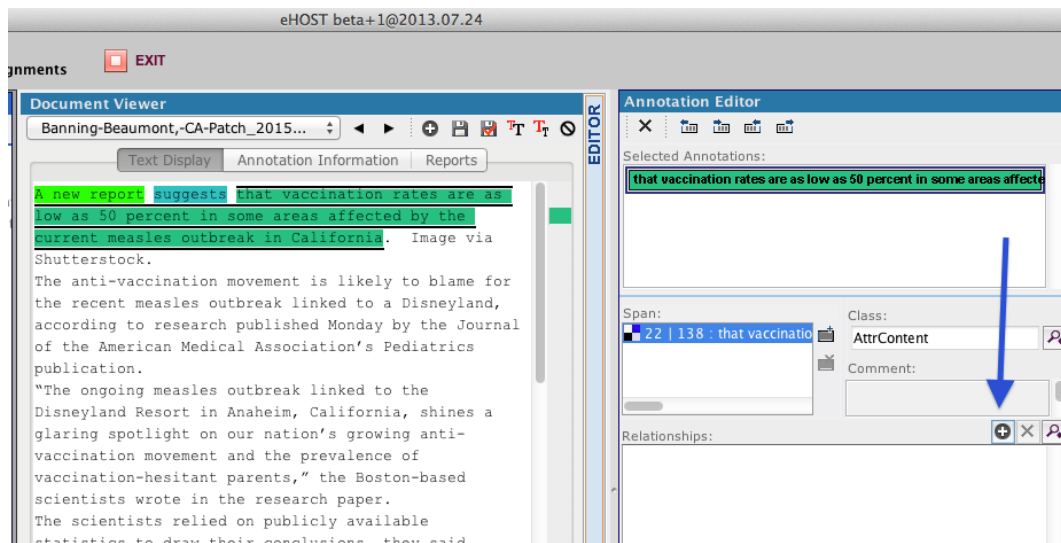 eHOST beta+1@2013.07.24
gnments
EXIT
Document Viewer
Banning-Beaumont,-CA-Patch_2015...
Text Display
Annotation Information
Reports
A new report suggests that vaccination rates are as
low as 50 percent in some areas affected by the
current measles outbreak in California. Image via
Shutterstock.
The anti-vaccination movement is likely to blame for
the recent measles outbreak linked to a Disneyland,
according to research published Monday by the Journal
of the American Medical Association's Pediatrics
publication.
"The ongoing measles outbreak linked to the
Disneyland Resort in Anaheim, California, shines a
glaring spotlight on our nation's growing anti-
vaccination movement and the prevalence of
vaccination-hesitant parents," the Boston-based
scientists wrote in the research paper.
The scientists relied on publicly available
statistics to draw their conclusions, they said
EDITOR
Annotation Editor
Selected Annotations:
that vaccination rates are as low as 50 percent in some areas affecte
Span:
22 | 138 : that vaccinatio
Class:
AttrContent
Comment:
Relationships: